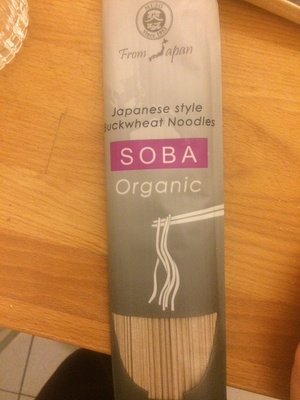 From Japan
Japanese style
Buckwheat Noodles
SOBA
Organic